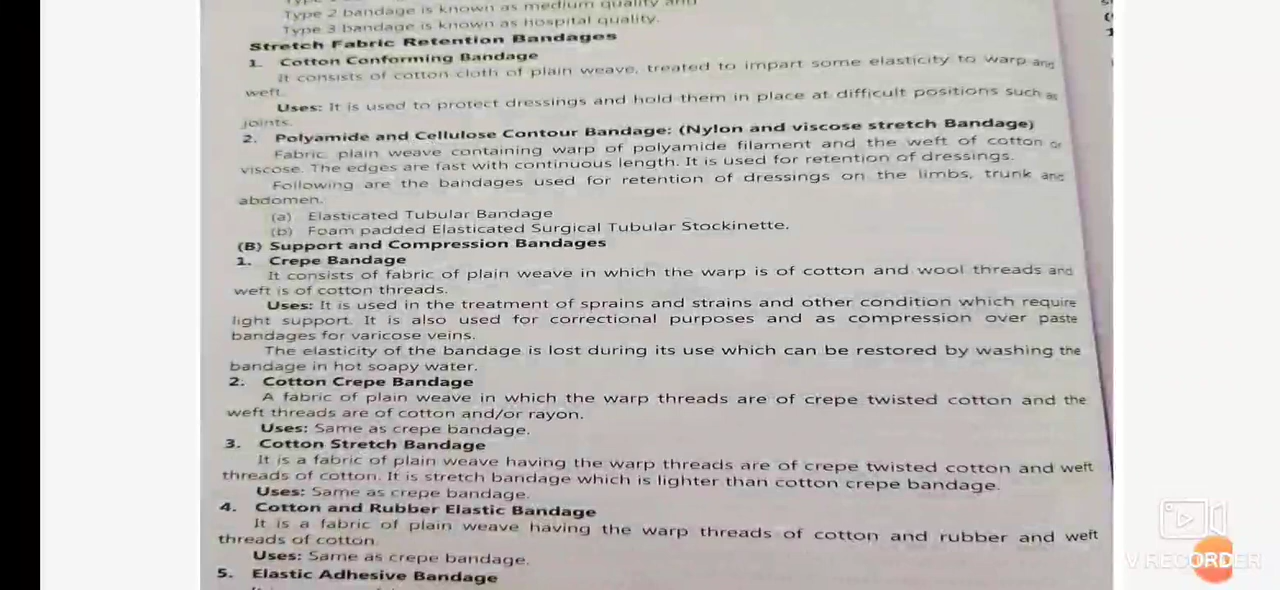 Type 2 bandage is known as medium quality and
Type 3 bandage is known as hospital quality.
Stretch Fabric Retention Bandages
1. Cotton Conforming Bandage
It consists of cotton cloth of plain weave, treated to impart some elasticity to warp and
weft.
Uses: It is used to protect dressings and hold them in place at difficult positions such as
joints.
2. Polyamide and Cellulose Contour Bandage: (Nylon and viscose stretch Bandage)
Fabric, plain weave containing warp of polyamide filament and the weft of cotton or
viscose. The edges are fast with continuous length. It is used for retention of dressings.
Following are the bandages used for retention of dressings on the limbs, trunk and
abdomen.
(a) Elasticated Tubular Bandage
(b) Foam padded Elasticated Surgical Tubular Stockinette.
(B) Support and Compression Bandages
1. Crepe Bandage
It consists of fabric of plain weave in which the warp is of cotton and wool threads and
weft is of cotton threads.
Uses: It is used in the treatment of sprains and strains and other condition which require
light support. It is also used for correctional purposes and as compression over paste
bandages for varicose veins.
The elasticity of the bandage is lost during its use which can be restored by washing the
bandage in hot soapy water.
2. Cotton Crepe Bandage
A fabric of plain weave in which the warp threads are of crepe twisted cotton and the
weft threads are of cotton and/or rayon.
Uses: Same as crepe bandage.
3. Cotton Stretch Bandage
It is a fabric of plain weave having the warp threads are of crepe twisted cotton and weft
threads of cotton. It is stretch bandage which is lighter than cotton crepe bandage.
Uses: Same as crepe bandage.
4. Cotton and Rubber Elastic Bandage
It is a fabric of plain weave having the warp threads of cotton and rubber and weft
threads of cotton.
Uses: Same as crepe bandage.
5. Elastic Adhesive Bandage
V RECORDER